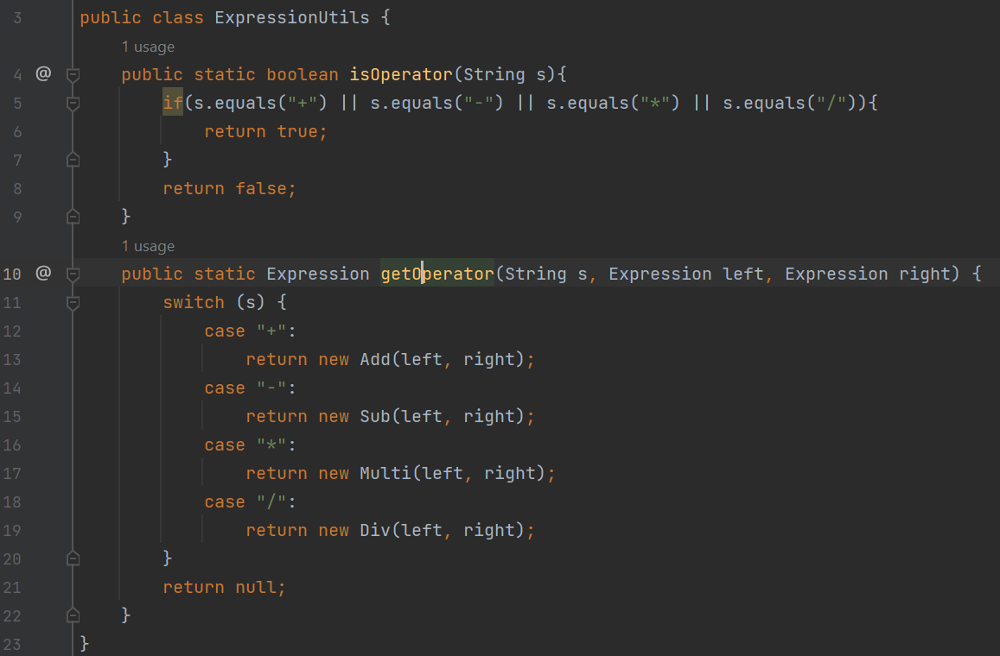 3 public class ExpressionUtils {
1 usage
4 @ public static boolean isOperator(String s){
5 if(s.equals("+") || s.equals("-") || s.equals("*") || s.equals("/")){
6 return true;
7 }
8 return false;
9 }
1 usage
10 @ public static Expression getOperator(String s, Expression left, Expression right) {
11 switch (s) {
12 case "+":
13 return new Add(left, right);
14 case "-":
15 return new Sub(left, right);
16 case "*":
17 return new Multi(left, right);
18 case "/":
19 return new Div(left, right);
20 }
21 return null;
22 }
23 }